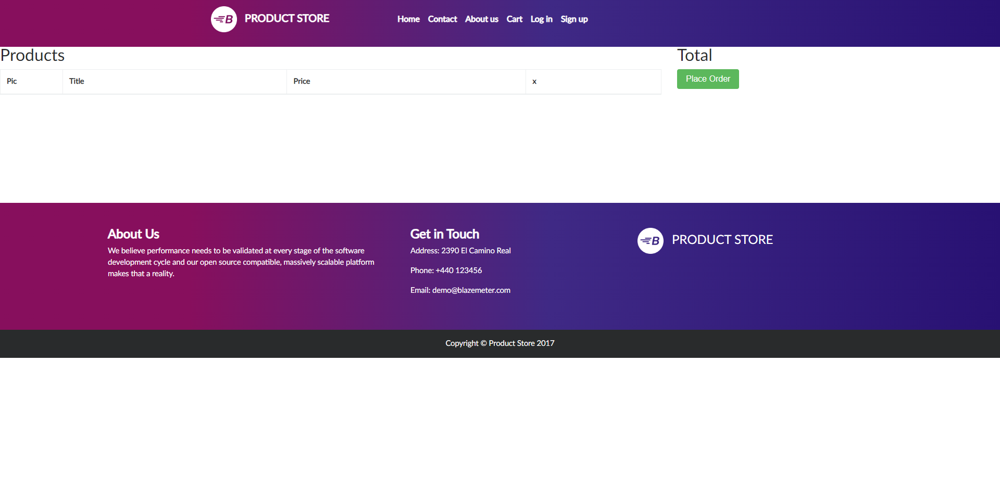 B PRODUCT STORE
Home Contact About us Cart Log in Sign up
Products
Total
Pic Title Price x
Place Order
About Us
We believe performance needs to be validated at every stage of the software
development cycle and our open source compatible, massively scalable platform
makes that a reality.
Get in Touch
Address: 2390 El Camino Real
Phone: +440 123456
Email: demo@blazemeter.com
B PRODUCT STORE
Copyright © Product Store 2017